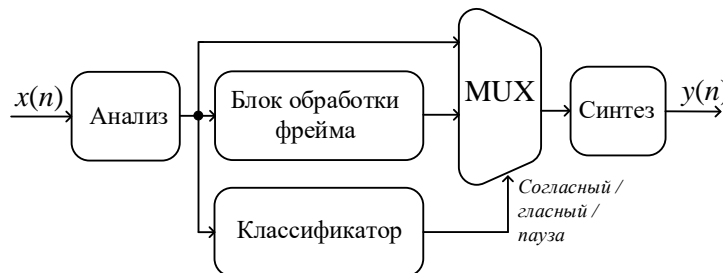 x(n)
Анализ
Блок обработки
фрейма
Классификатор
MUX
Согласный /
гласный /
пауза
Синтез
y(n)